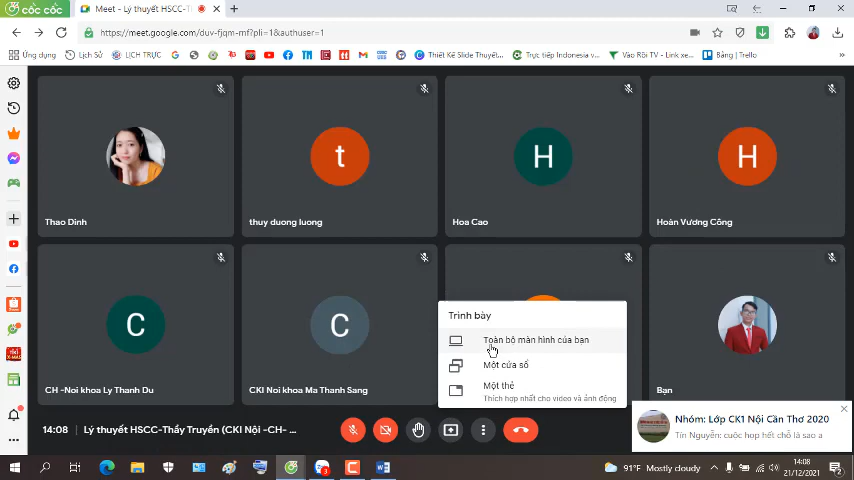 CỐC CỐC
Meet - Lý thuyết HSCC-T
https://meet.google.com/duv-fjqm-mf?pli=1&authuser=1
Ứng dụng
Lịch Sử
LỊCH TRỰC
Thiết Kế Slide Thuyết...
Trực tiếp Indonesia v...
Vào Rồi TV - Link xe...
Bảng | Trello
t
H
H
Thao Dinh
thuy duong luong
Hoa Cao
Hoàn Vương Công
C
C
CH -Noi khoa Ly Thanh Du
CKI Noi khoa Ma Thanh Sang
Bạn
Trình bày
Toàn bộ màn hình của bạn
Một cửa sổ
Một thẻ
Thích hợp nhất cho video và ảnh động
14:08
Lý thuyết HSCC-Thầy Truyền (CKI Nội -CH- ...
Nhóm: Lớp CK1 Nội Cần Thơ 2020
Tín Nguyễn: cuộc họp hết chỗ là sao a
3
91°F Mostly cloudy
14:08
21/12/2021
2